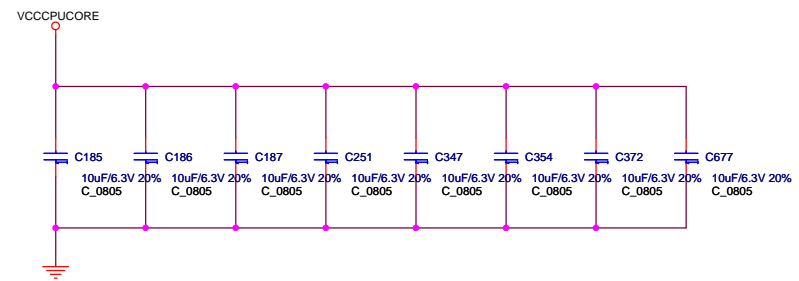 VCCCPUCORE
C185 C186 C187 C251 C347 C354 C372 C677
10uF/6.3V 20% 10uF/6.3V 20% 10uF/6.3V 20% 10uF/6.3V 20% 10uF/6.3V 20% 10uF/6.3V 20% 10uF/6.3V 20% 10uF/6.3V 20%
C_0805 C_0805 C_0805 C_0805 C_0805 C_0805 C_0805 C_0805